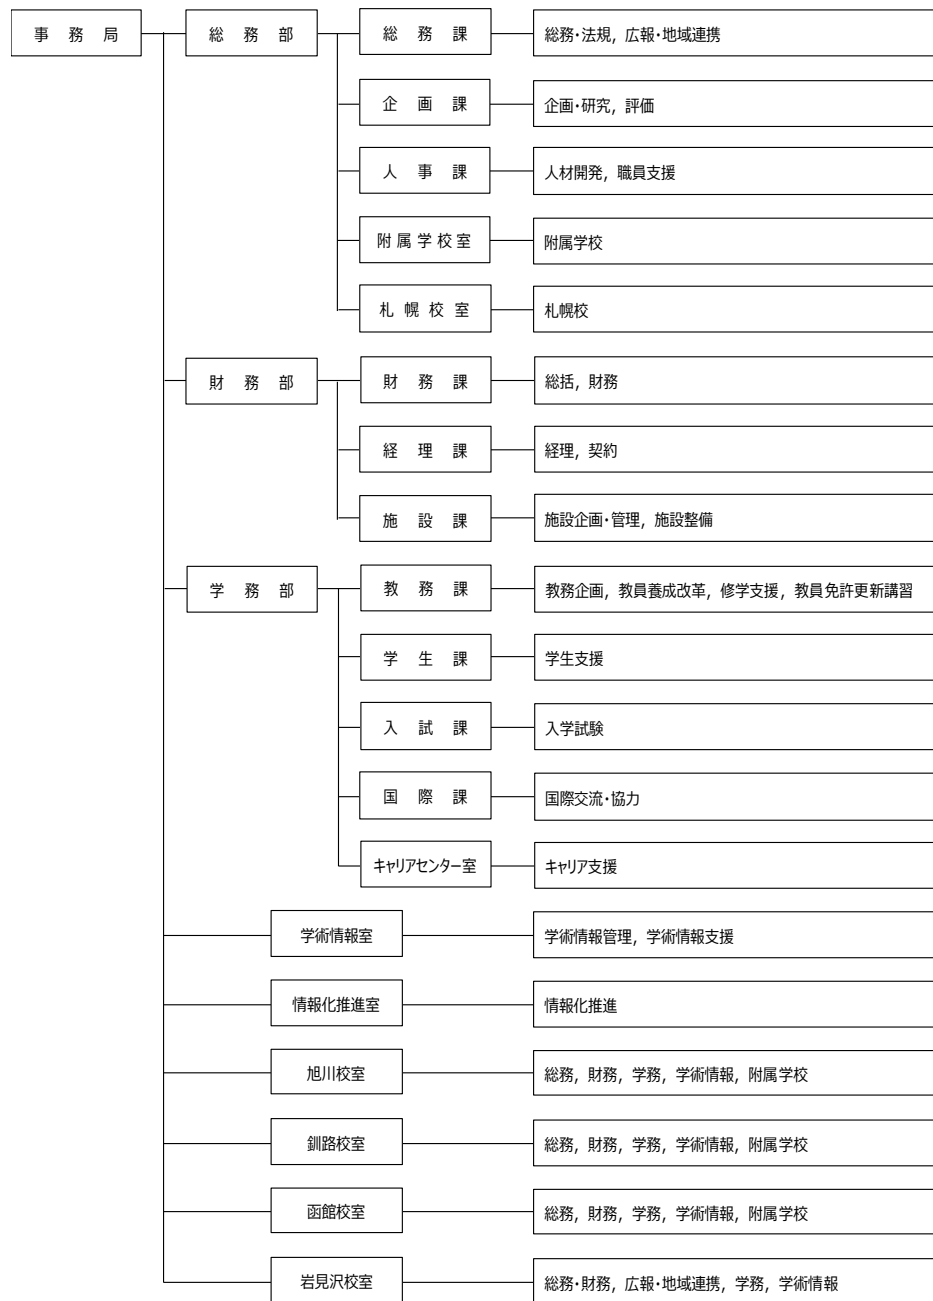 事務局
総務部
総務課
総務・法規，広報・地域連携
企画課
企画・研究，評価
人事課
人材開発，職員支援
附属学校室
附属学校
札幌校室
札幌校
財務部
財務課
総括，財務
経理課
経理，契約
施設課
施設企画・管理，施設整備
学務部
教務課
教務企画，教員養成改革，修学支援，教員免許更新講習
学生課
学生支援
入試課
入学試験
国際課
国際交流・協力
キャリアセンター室
キャリア支援
学術情報室
学術情報管理，学術情報支援
情報化推進室
情報化推進
旭川校室
総務，財務，学務，学術情報，附属学校
釧路校室
総務，財務，学務，学術情報，附属学校
函館校室
総務，財務，学務，学術情報，附属学校
岩見沢校室
総務・財務，広報・地域連携，学務，学術情報